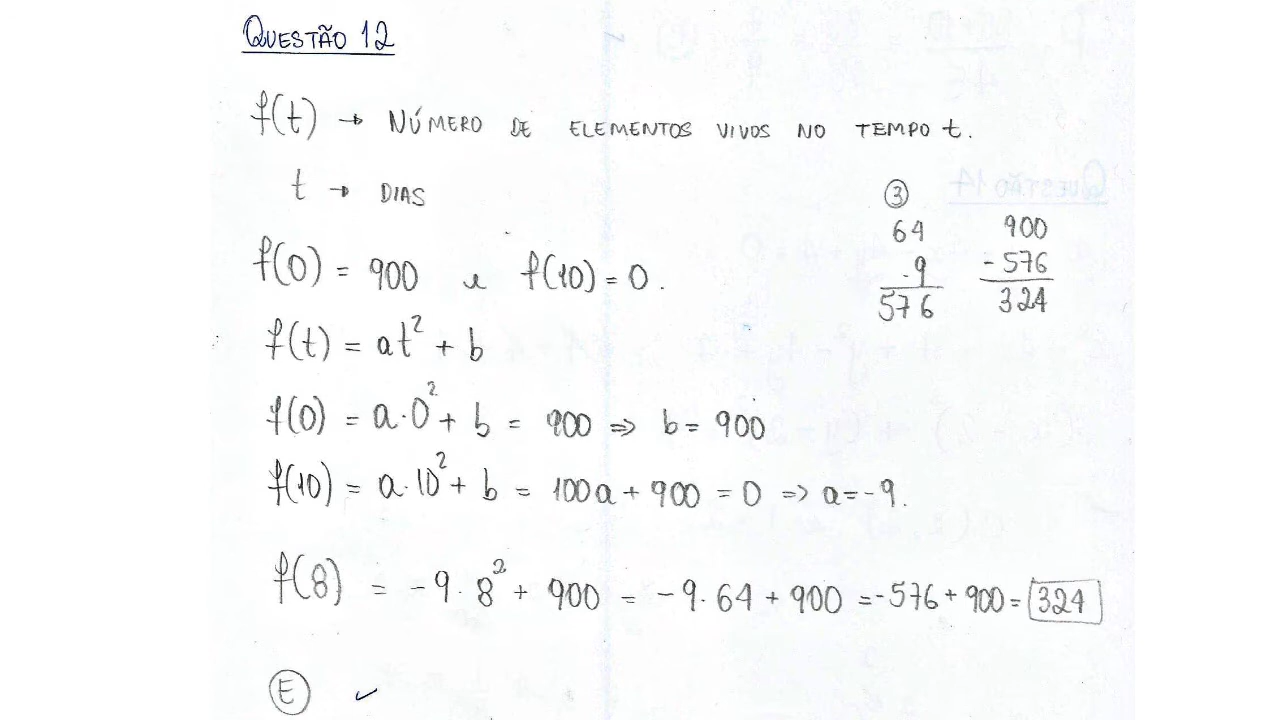 QUESTÃO 12
f(t) → NÚMERO DE ELEMENTOS VIVOS NO TEMPO t.
t → DIAS
③
64
.9
576
900
- 576
324
f(0) = 900 e f(10) = 0.
f(t) = at² + b
f(0) = a·0² + b = 900 ⇒ b = 900
f(10) = a·10² + b = 100a + 900 = 0 ⇒ a = -9.
f(8) = -9·8² + 900 = -9·64 + 900 = -576 + 900 = 324
E ✓
QUESTÃO 14